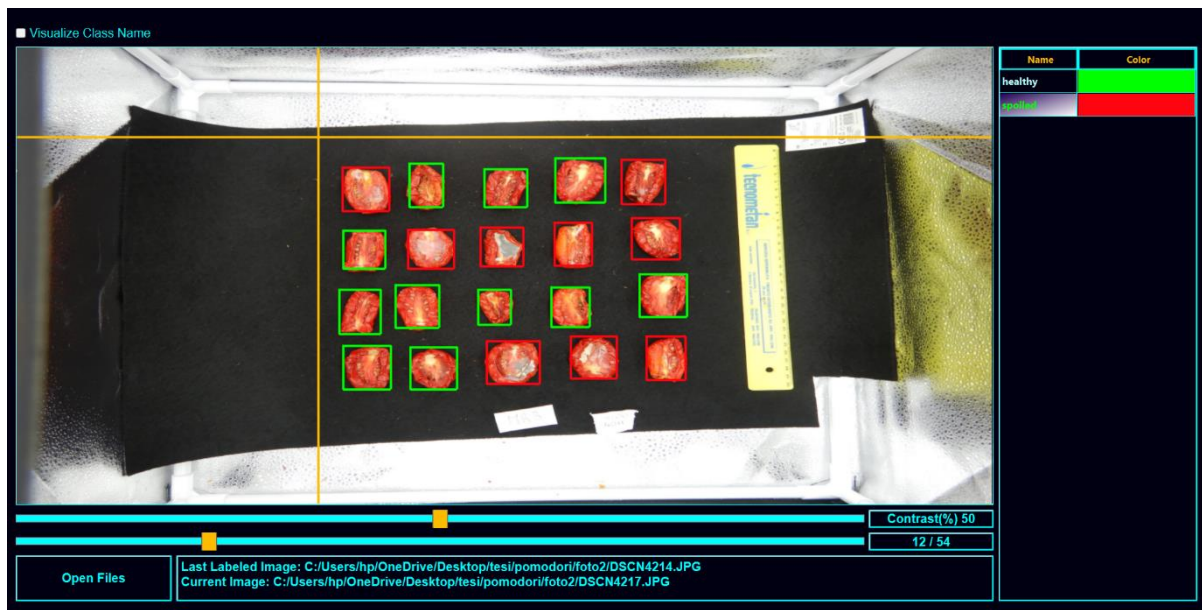 Visualize Class Name
Name Color
healthy
spoiled
tecnometan
Contrast(%) 50
12 / 54
Open Files
Last Labeled Image: C:/Users/hp/OneDrive/Desktop/tesi/pomodori/foto2/DSCN4214.JPG
Current Image: C:/Users/hp/OneDrive/Desktop/tesi/pomodori/foto2/DSCN4217.JPG